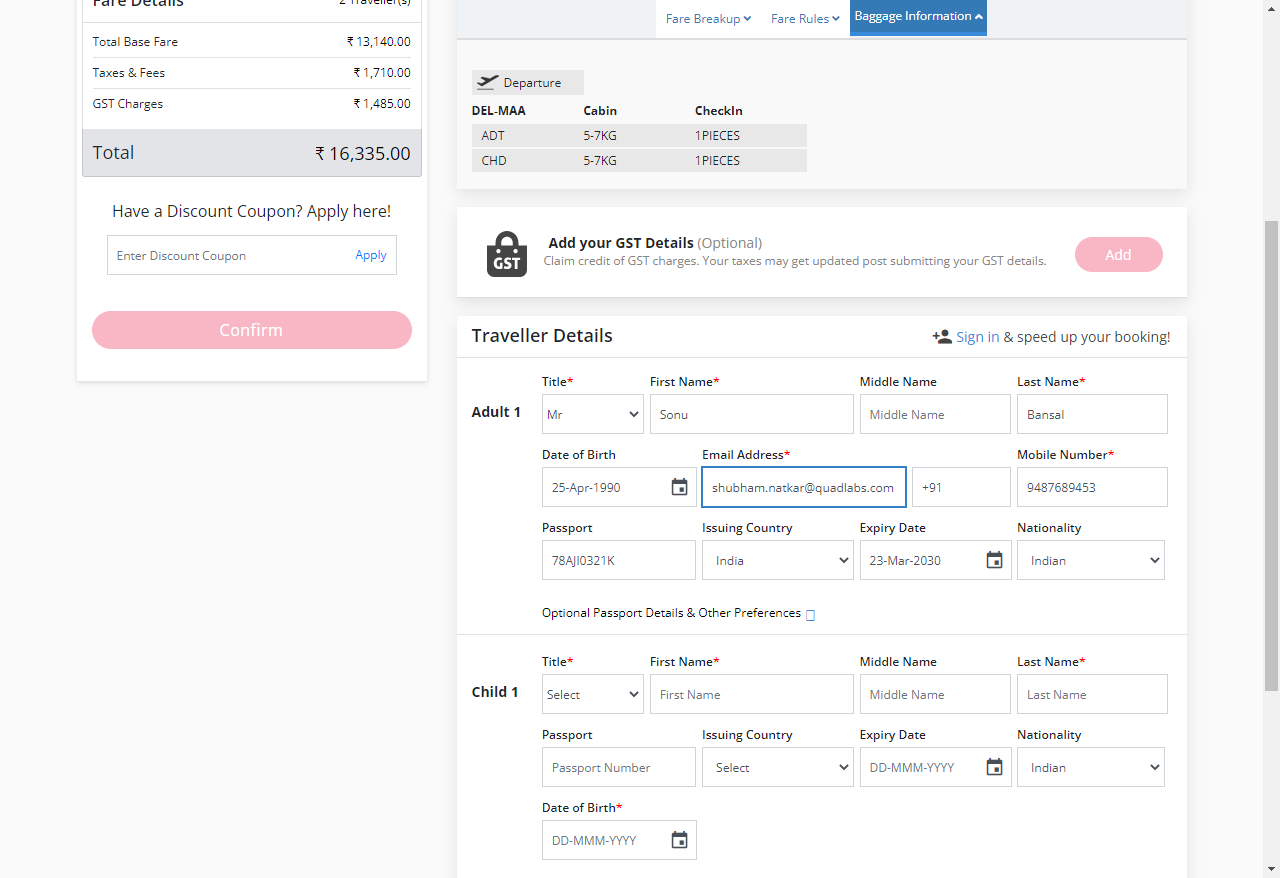 Fare Details 2 Traveller(s)
Total Base Fare ₹ 13,140.00
Taxes & Fees ₹ 1,710.00
GST Charges ₹ 1,485.00
Total ₹ 16,335.00
Have a Discount Coupon? Apply here!
Enter Discount Coupon Apply
Confirm
Fare Breakup Fare Rules Baggage Information
Departure
DEL-MAA Cabin CheckIn
ADT 5-7KG 1PIECES
CHD 5-7KG 1PIECES
GST
Add your GST Details (Optional)
Claim credit of GST charges. Your taxes may get updated post submitting your GST details.
Add
Traveller Details Sign in & speed up your booking!
Title* First Name* Middle Name Last Name*
Adult 1 Mr Sonu Middle Name Bansal
Date of Birth Email Address* Mobile Number*
25-Apr-1990 shubham.natkar@quadlabs.com +91 9487689453
Passport Issuing Country Expiry Date Nationality
78AJI0321K India 23-Mar-2030 Indian
Optional Passport Details & Other Preferences
Title* First Name* Middle Name Last Name*
Child 1 Select First Name Middle Name Last Name
Passport Issuing Country Expiry Date Nationality
Passport Number Select DD-MMM-YYYY Indian
Date of Birth*
DD-MMM-YYYY